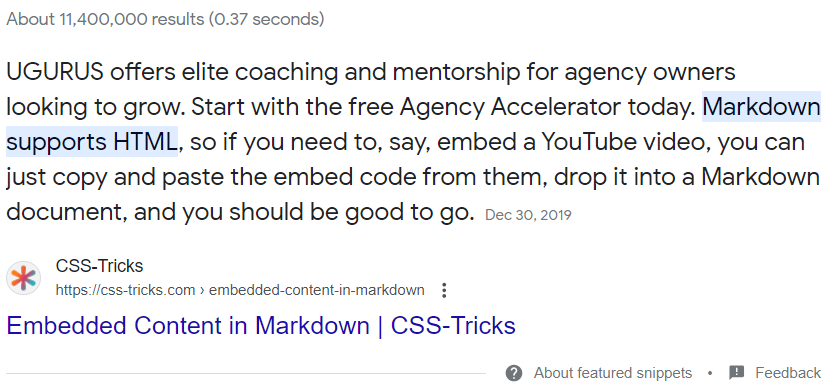 About 11,400,000 results (0.37 seconds)
UGURUS offers elite coaching and mentorship for agency owners
looking to grow. Start with the free Agency Accelerator today. Markdown
supports HTML, so if you need to, say, embed a YouTube video, you can
just copy and paste the embed code from them, drop it into a Markdown
document, and you should be good to go. Dec 30, 2019
CSS-Tricks
https://css-tricks.com › embedded-content-in-markdown
Embedded Content in Markdown | CSS-Tricks
About featured snippets • Feedback